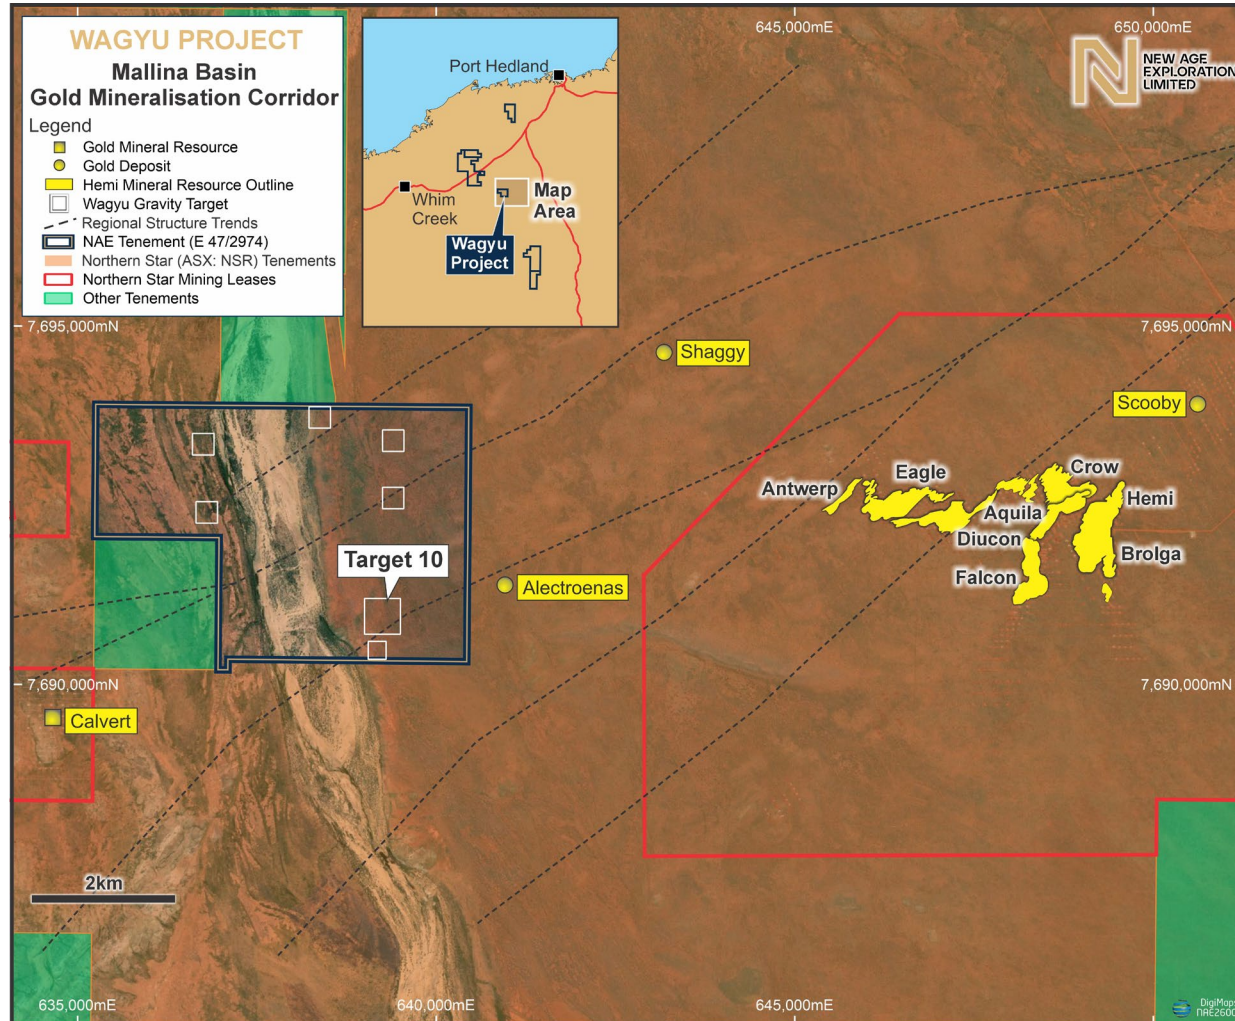 WAGYU PROJECT
Mallina Basin
Gold Mineralisation Corridor
Legend
Gold Mineral Resource
Gold Deposit
Hemi Mineral Resource Outline
Wagyu Gravity Target
Regional Structure Trends
NAE Tenement (E 47/2974)
Northern Star (ASX: NSR) Tenements
Northern Star Mining Leases
Other Tenements
Port Hedland
Whim
Creek
Map
Area
Wagyu
Project
645,000mE
650,000mE
NEW AGE
EXPLORATION
LIMITED
7,695,000mN
7,695,000mN
Shaggy
Scooby
Antwerp
Eagle
Crow
Hemi
Aquila
Diucon
Brolga
Falcon
Target 10
Alectroenas
7,690,000mN
7,690,000mN
Calvert
2km
635,000mE
640,000mE
645,000mE
DigiMaps
NAE2600